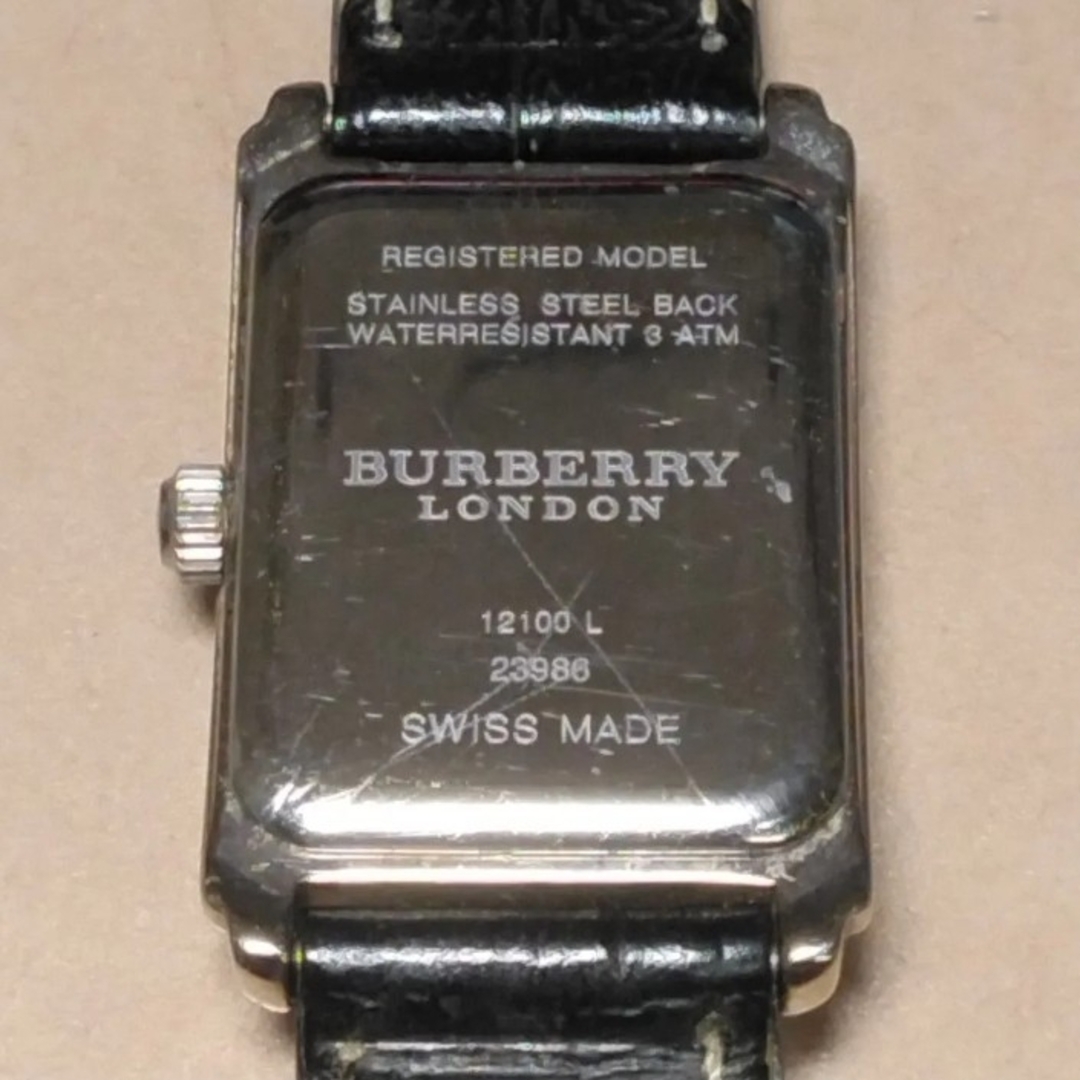 REGISTERED MODEL
STAINLESS STEEL BACK
WATERRESISTANT 3 ATM
BURBERRY
LONDON
12100 L
23986
SWISS MADE